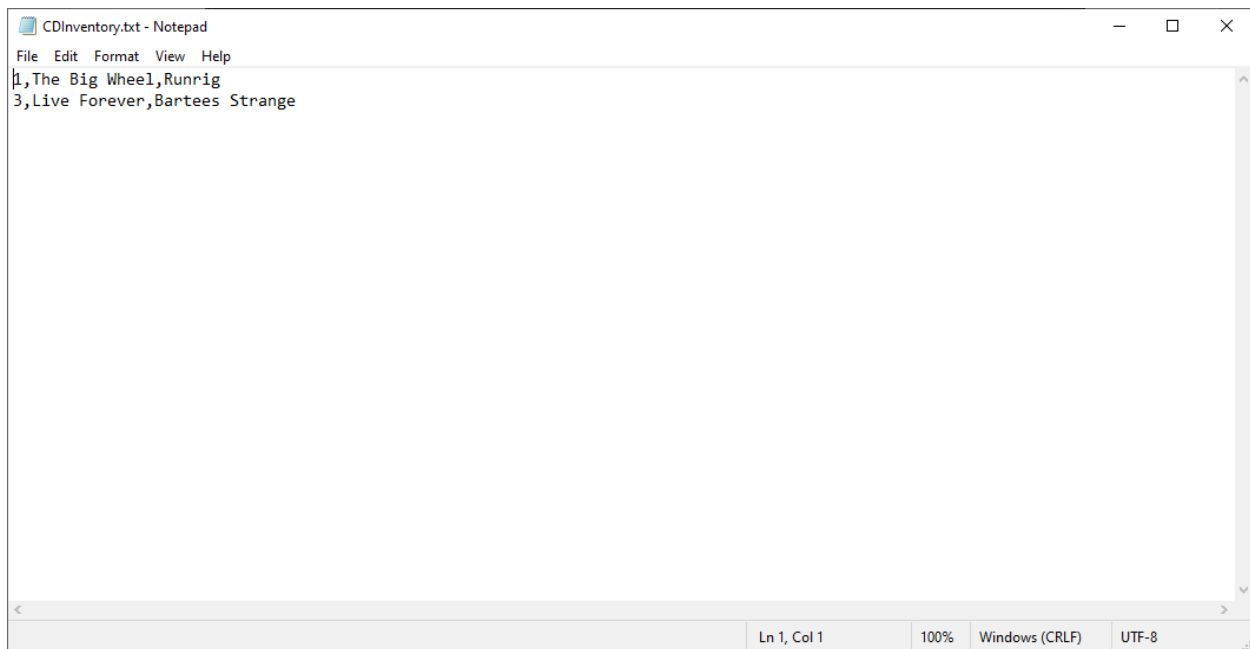 CDInventory.txt - Notepad
File Edit Format View Help
1,The Big Wheel,Runrig
3,Live Forever,Bartees Strange
Ln 1, Col 1 100% Windows (CRLF) UTF-8